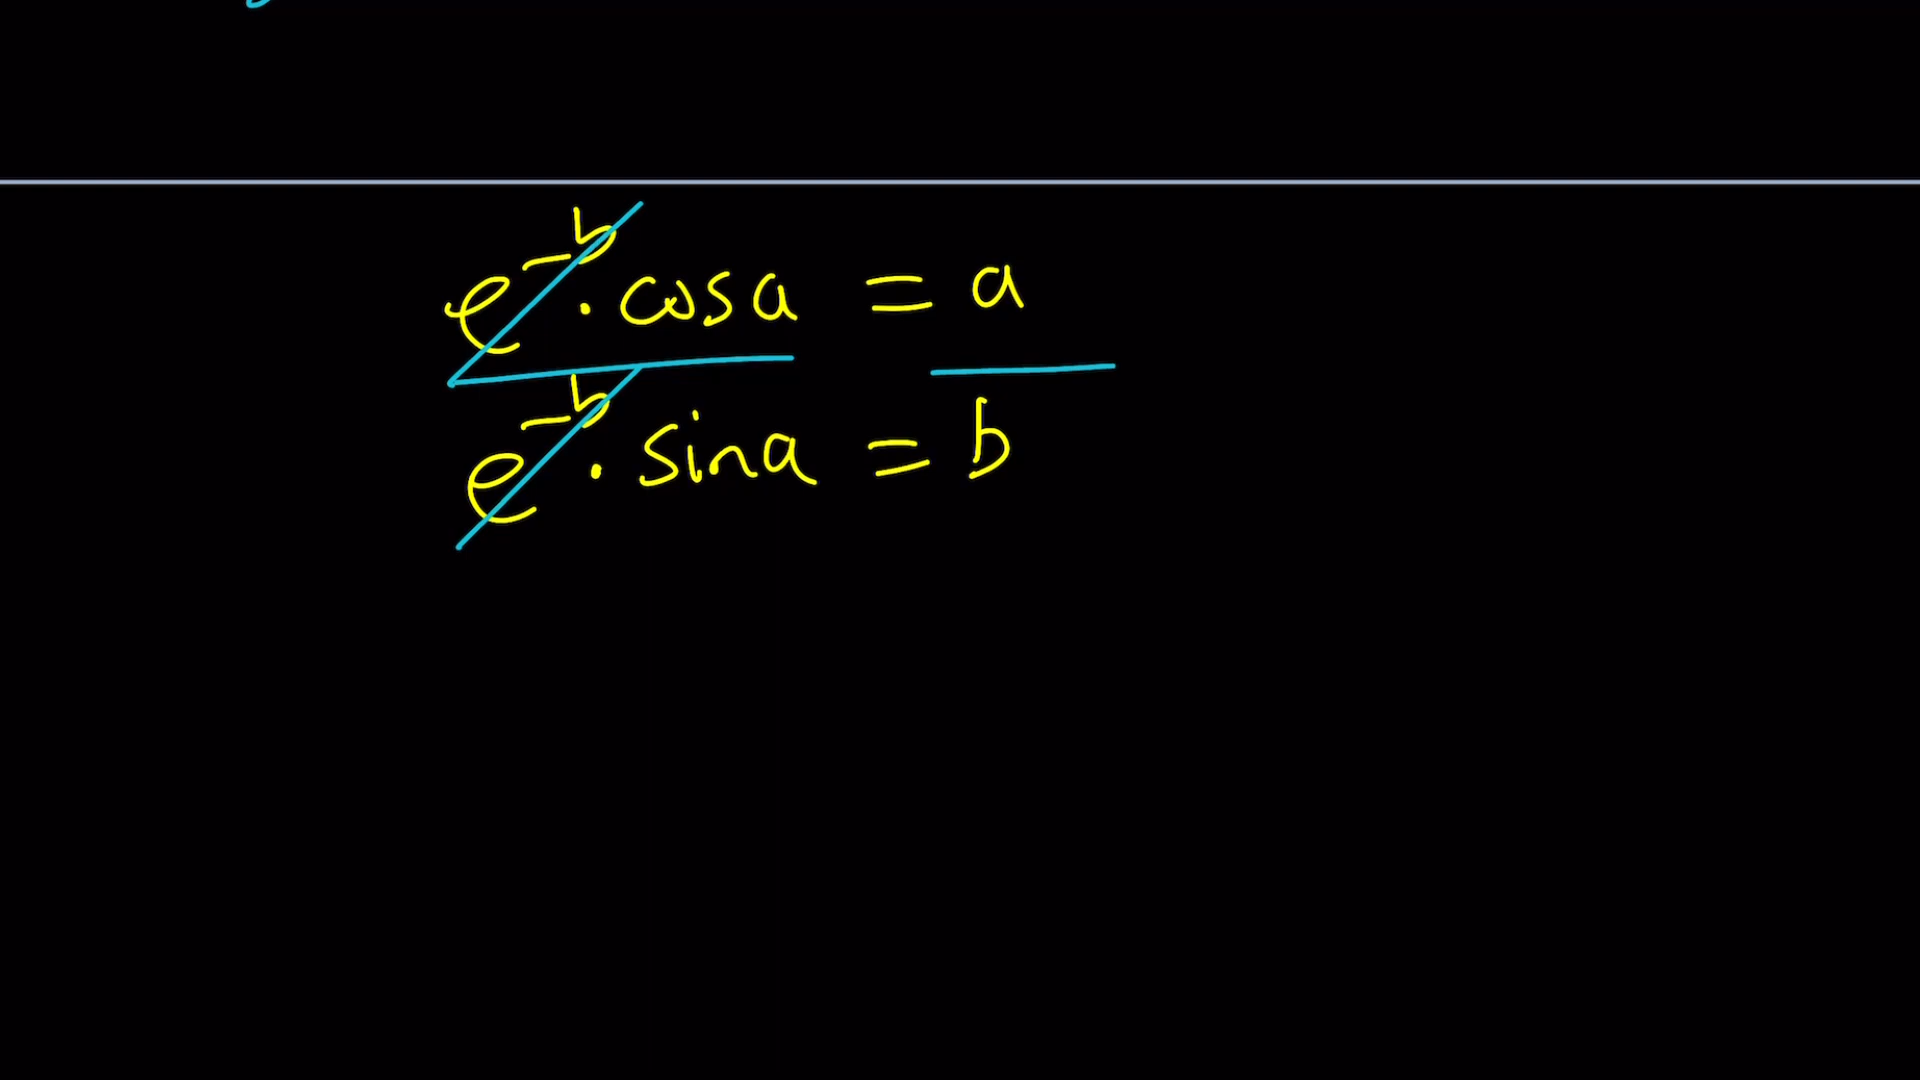 e^{-b} · cos a = a
e^{-b} · sin a = b